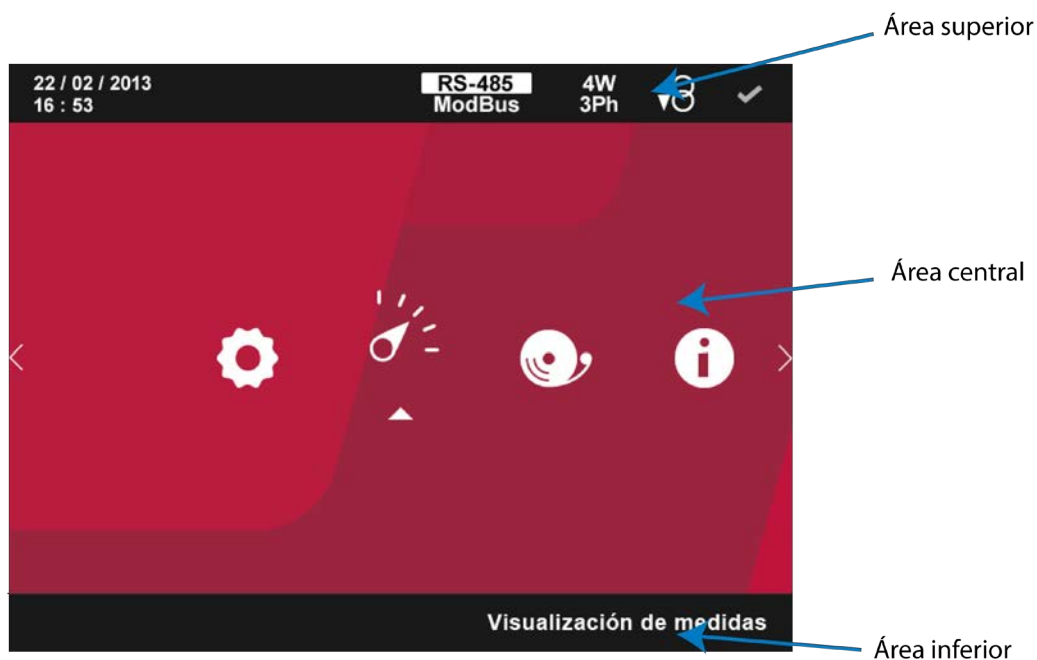 Área superior
22 / 02 / 2013
16 : 53
RS-485
ModBus
4W
3Ph
Área central
Visualización de medidas
Área inferior